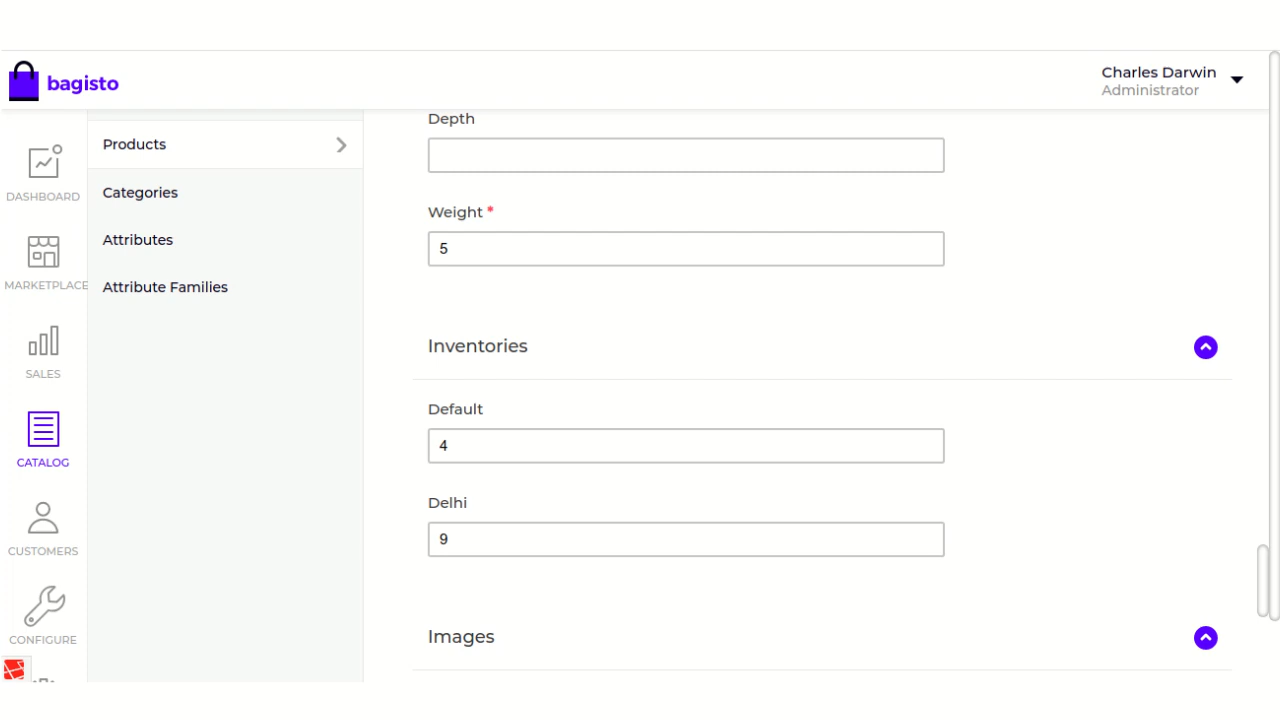 bagisto
Charles Darwin
Administrator
DASHBOARD
MARKETPLACE
SALES
CATALOG
CUSTOMERS
CONFIGURE
Products
Categories
Attributes
Attribute Families
Depth
Weight *
5
Inventories
Default
4
Delhi
9
Images